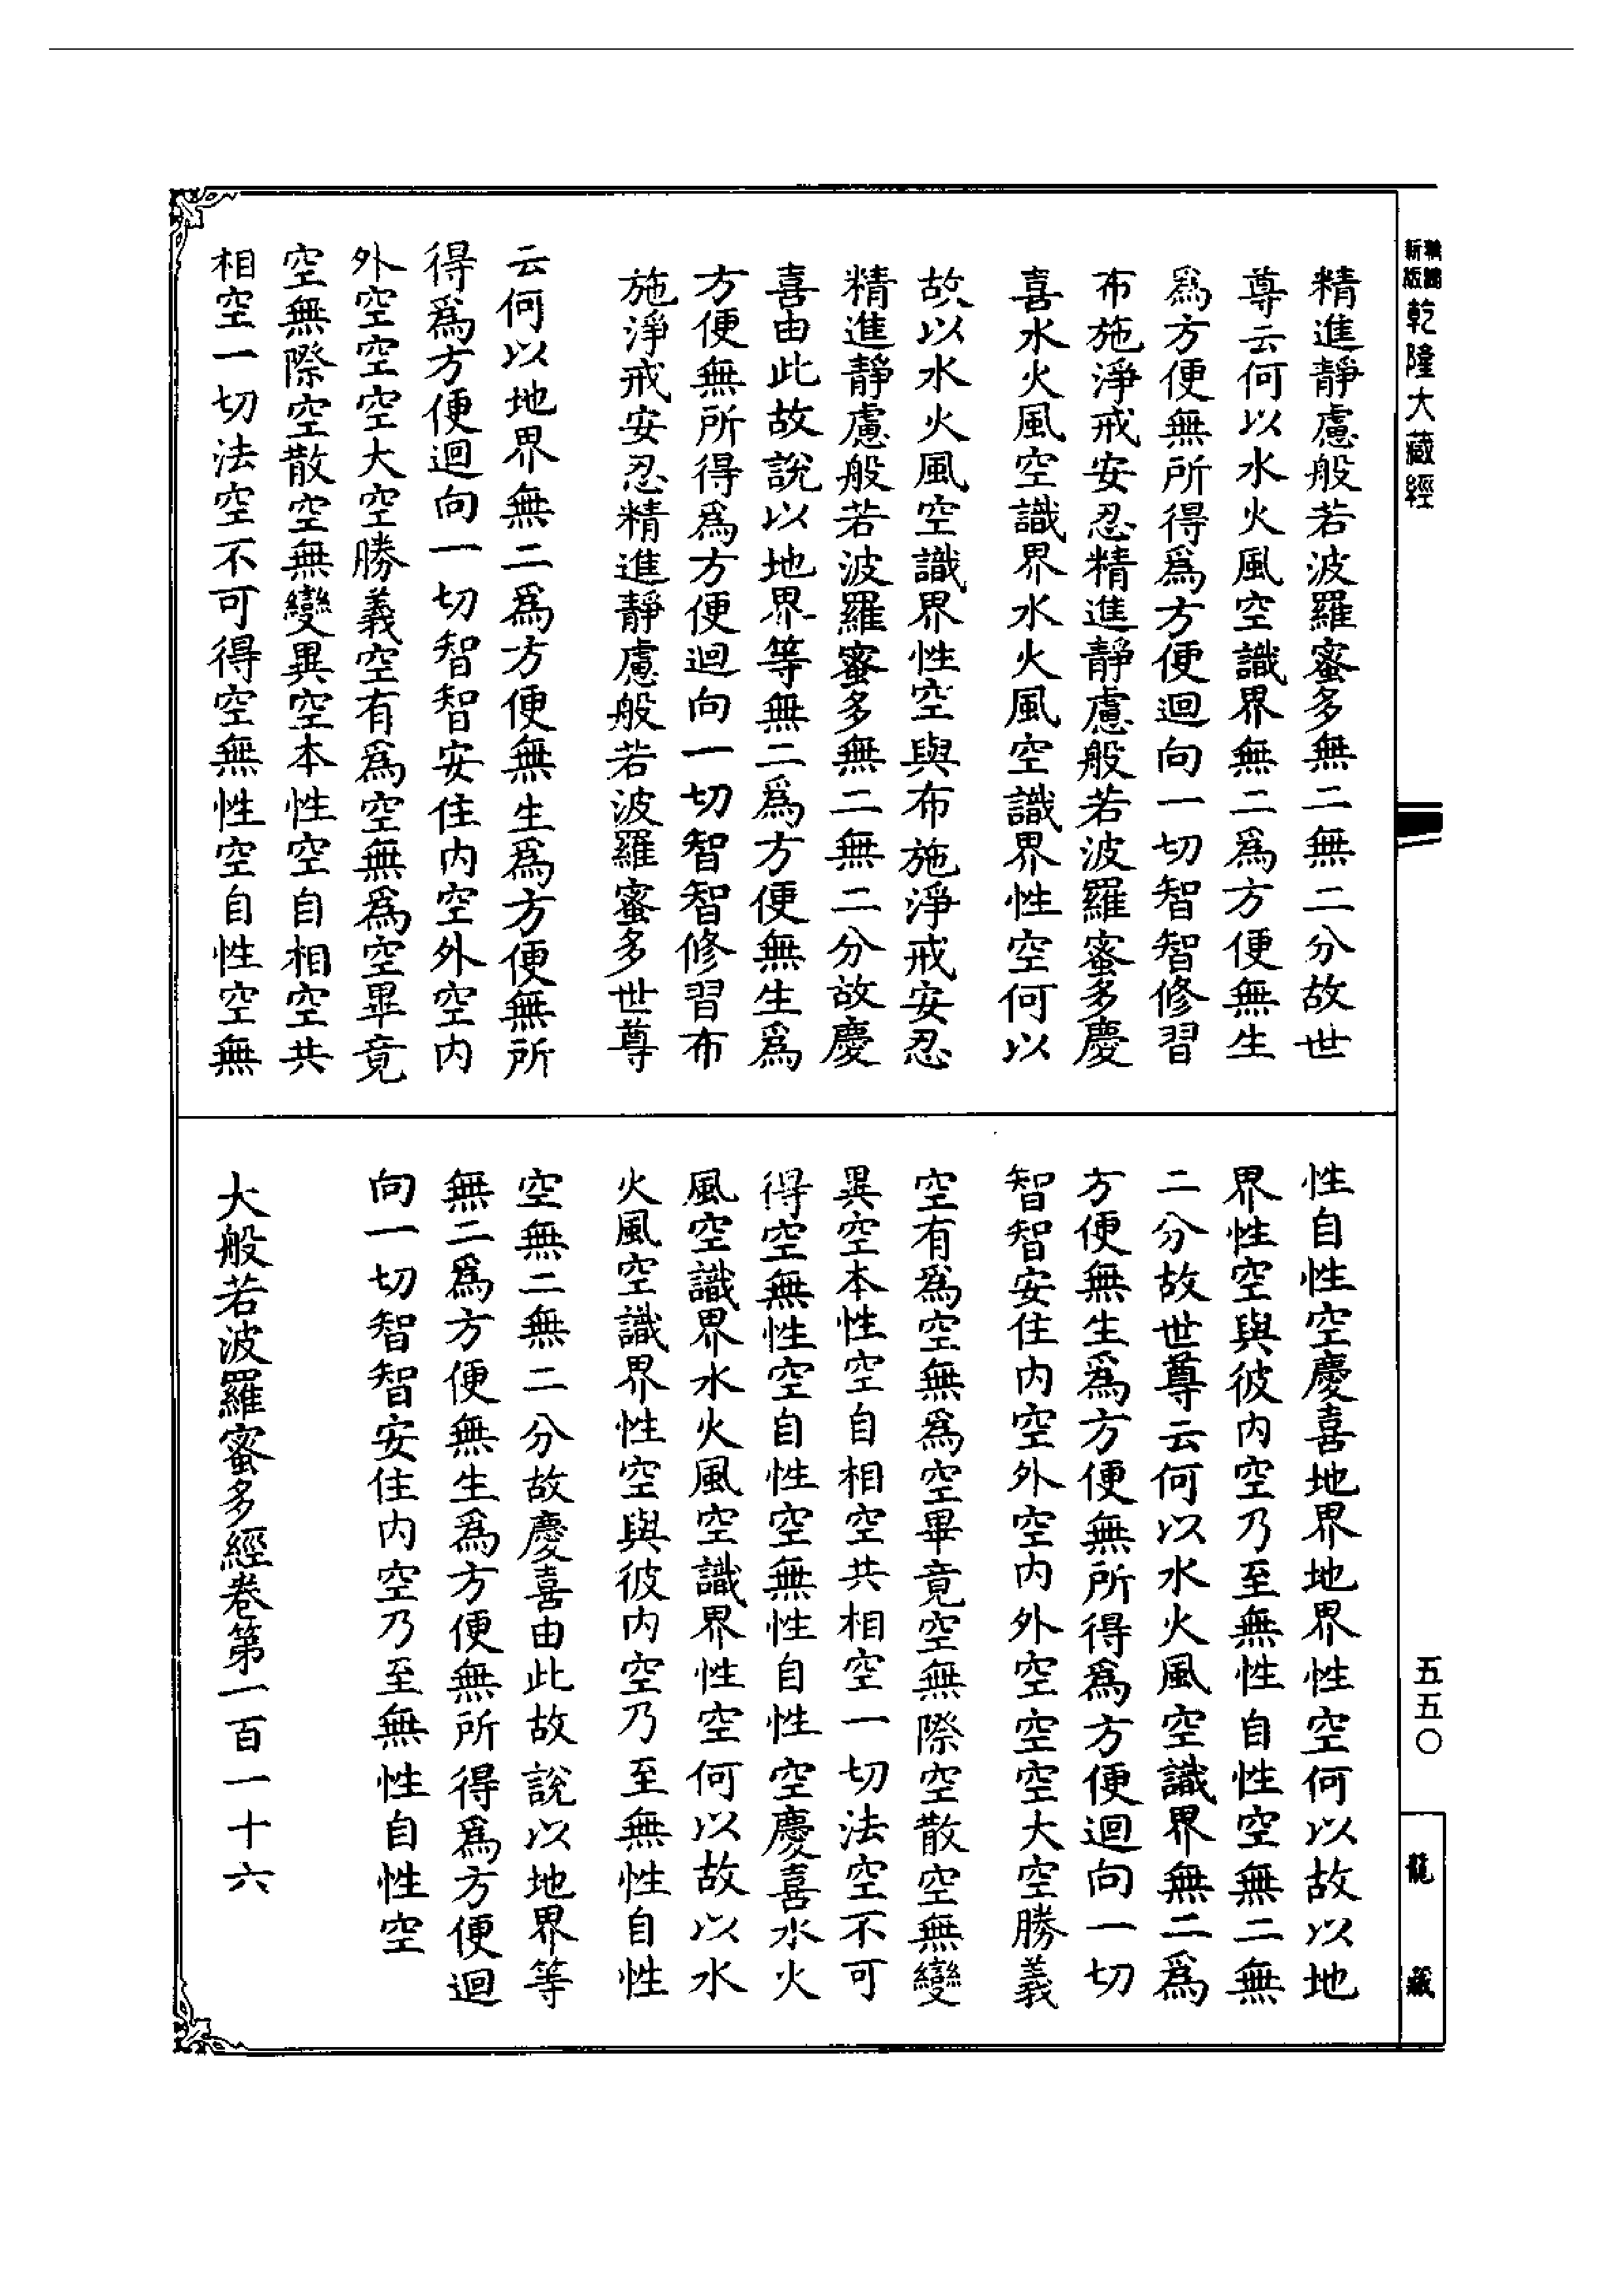 乾隆大藏經
精進靜慮般若波羅蜜多無二無二分故世
尊云何以水火風空識界無二爲方便無生
爲方便無所得爲方便迴向一切智智修習
布施淨戒安忍精進靜慮般若波羅蜜多慶
喜水火風空識界水火風空識界性空何以
故以水火風空識界性空與布施淨戒安忍
精進靜慮般若波羅蜜多無二無二分故慶
喜由此故說以地界等無二爲方便無生爲
方便無所得爲方便迴向一切智智修習布
施淨戒安忍精進靜慮般若波羅蜜多世尊
云何以地界無二爲方便無生爲方便無所
得爲方便迴向一切智智安住內空外空內
外空空空大空勝義空有爲空無爲空畢竟
空無際空散空無變異空本性空自相空共
相空一切法空不可得空無性空自性空無
性自性空慶喜地界地界性空何以故以地
界性空與彼內空乃至無性自性空無二無
二分故世尊云何以水火風空識界無二爲
方便無生爲方便無所得爲方便迴向一切
智智安住內空外空內外空空空大空勝義
空有爲空無爲空畢竟空無際空散空無變
異空本性空自相空共相空一切法空不可
得空無性空自性空無性自性空慶喜水火
風空識界水火風空識界性空何以故以水
火風空識界性空與彼內空乃至無性自性
空無二無二分故慶喜由此故說以地界等
無二爲方便無生爲方便無所得爲方便迴
向一切智智安住內空乃至無性自性空
大般若波羅蜜多經卷第一百一十六
五五〇
龍藏